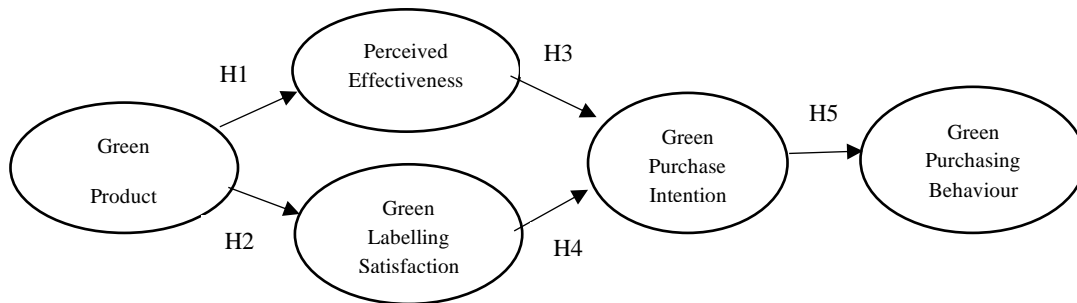 Green
Product
H1
H2
Perceived
Effectiveness
Green
Labelling
Satisfaction
H3
H4
Green
Purchase
Intention
H5
Green
Purchasing
Behaviour